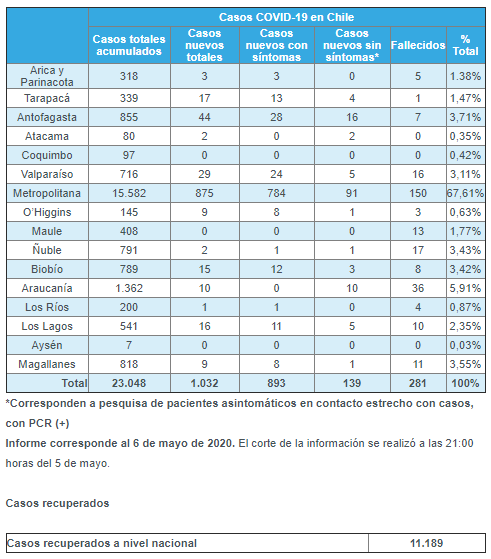 Casos COVID-19 en Chile
Casos totales acumulados | Casos nuevos totales | Casos nuevos con síntomas | Casos nuevos sin síntomas* | Fallecidos | % Total
Arica y Parinacota | 318 | 3 | 3 | 0 | 5 | 1.38%
Tarapacá | 339 | 17 | 13 | 4 | 1 | 1,47%
Antofagasta | 855 | 44 | 28 | 16 | 7 | 3,71%
Atacama | 80 | 2 | 2 | 0 | 0 | 0,35%
Coquimbo | 97 | 0 | 0 | 0 | 0 | 0,42%
Valparaíso | 716 | 29 | 24 | 5 | 16 | 3,11%
Metropolitana | 15.582 | 875 | 784 | 91 | 150 | 67,61%
O'Higgins | 145 | 9 | 8 | 1 | 3 | 0,63%
Maule | 408 | 0 | 0 | 0 | 13 | 1,77%
Ñuble | 791 | 2 | 1 | 1 | 17 | 3,43%
Biobío | 789 | 15 | 12 | 3 | 8 | 3,42%
Araucanía | 1.362 | 10 | 0 | 10 | 36 | 5,91%
Los Ríos | 200 | 1 | 1 | 0 | 4 | 0,87%
Los Lagos | 541 | 16 | 11 | 5 | 10 | 2,35%
Aysén | 7 | 0 | 0 | 0 | 0 | 0,03%
Magallanes | 818 | 9 | 8 | 1 | 11 | 3,55%
Total | 23.048 | 1.032 | 893 | 139 | 281 | 100%
*Corresponden a pesquisa de pacientes asintomáticos en contacto estrecho con casos,
con PCR (+)
Informe corresponde al 6 de mayo de 2020. El corte de la información se realizó a las 21:00
horas del 5 de mayo.
Casos recuperados
Casos recuperados a nivel nacional | 11.189